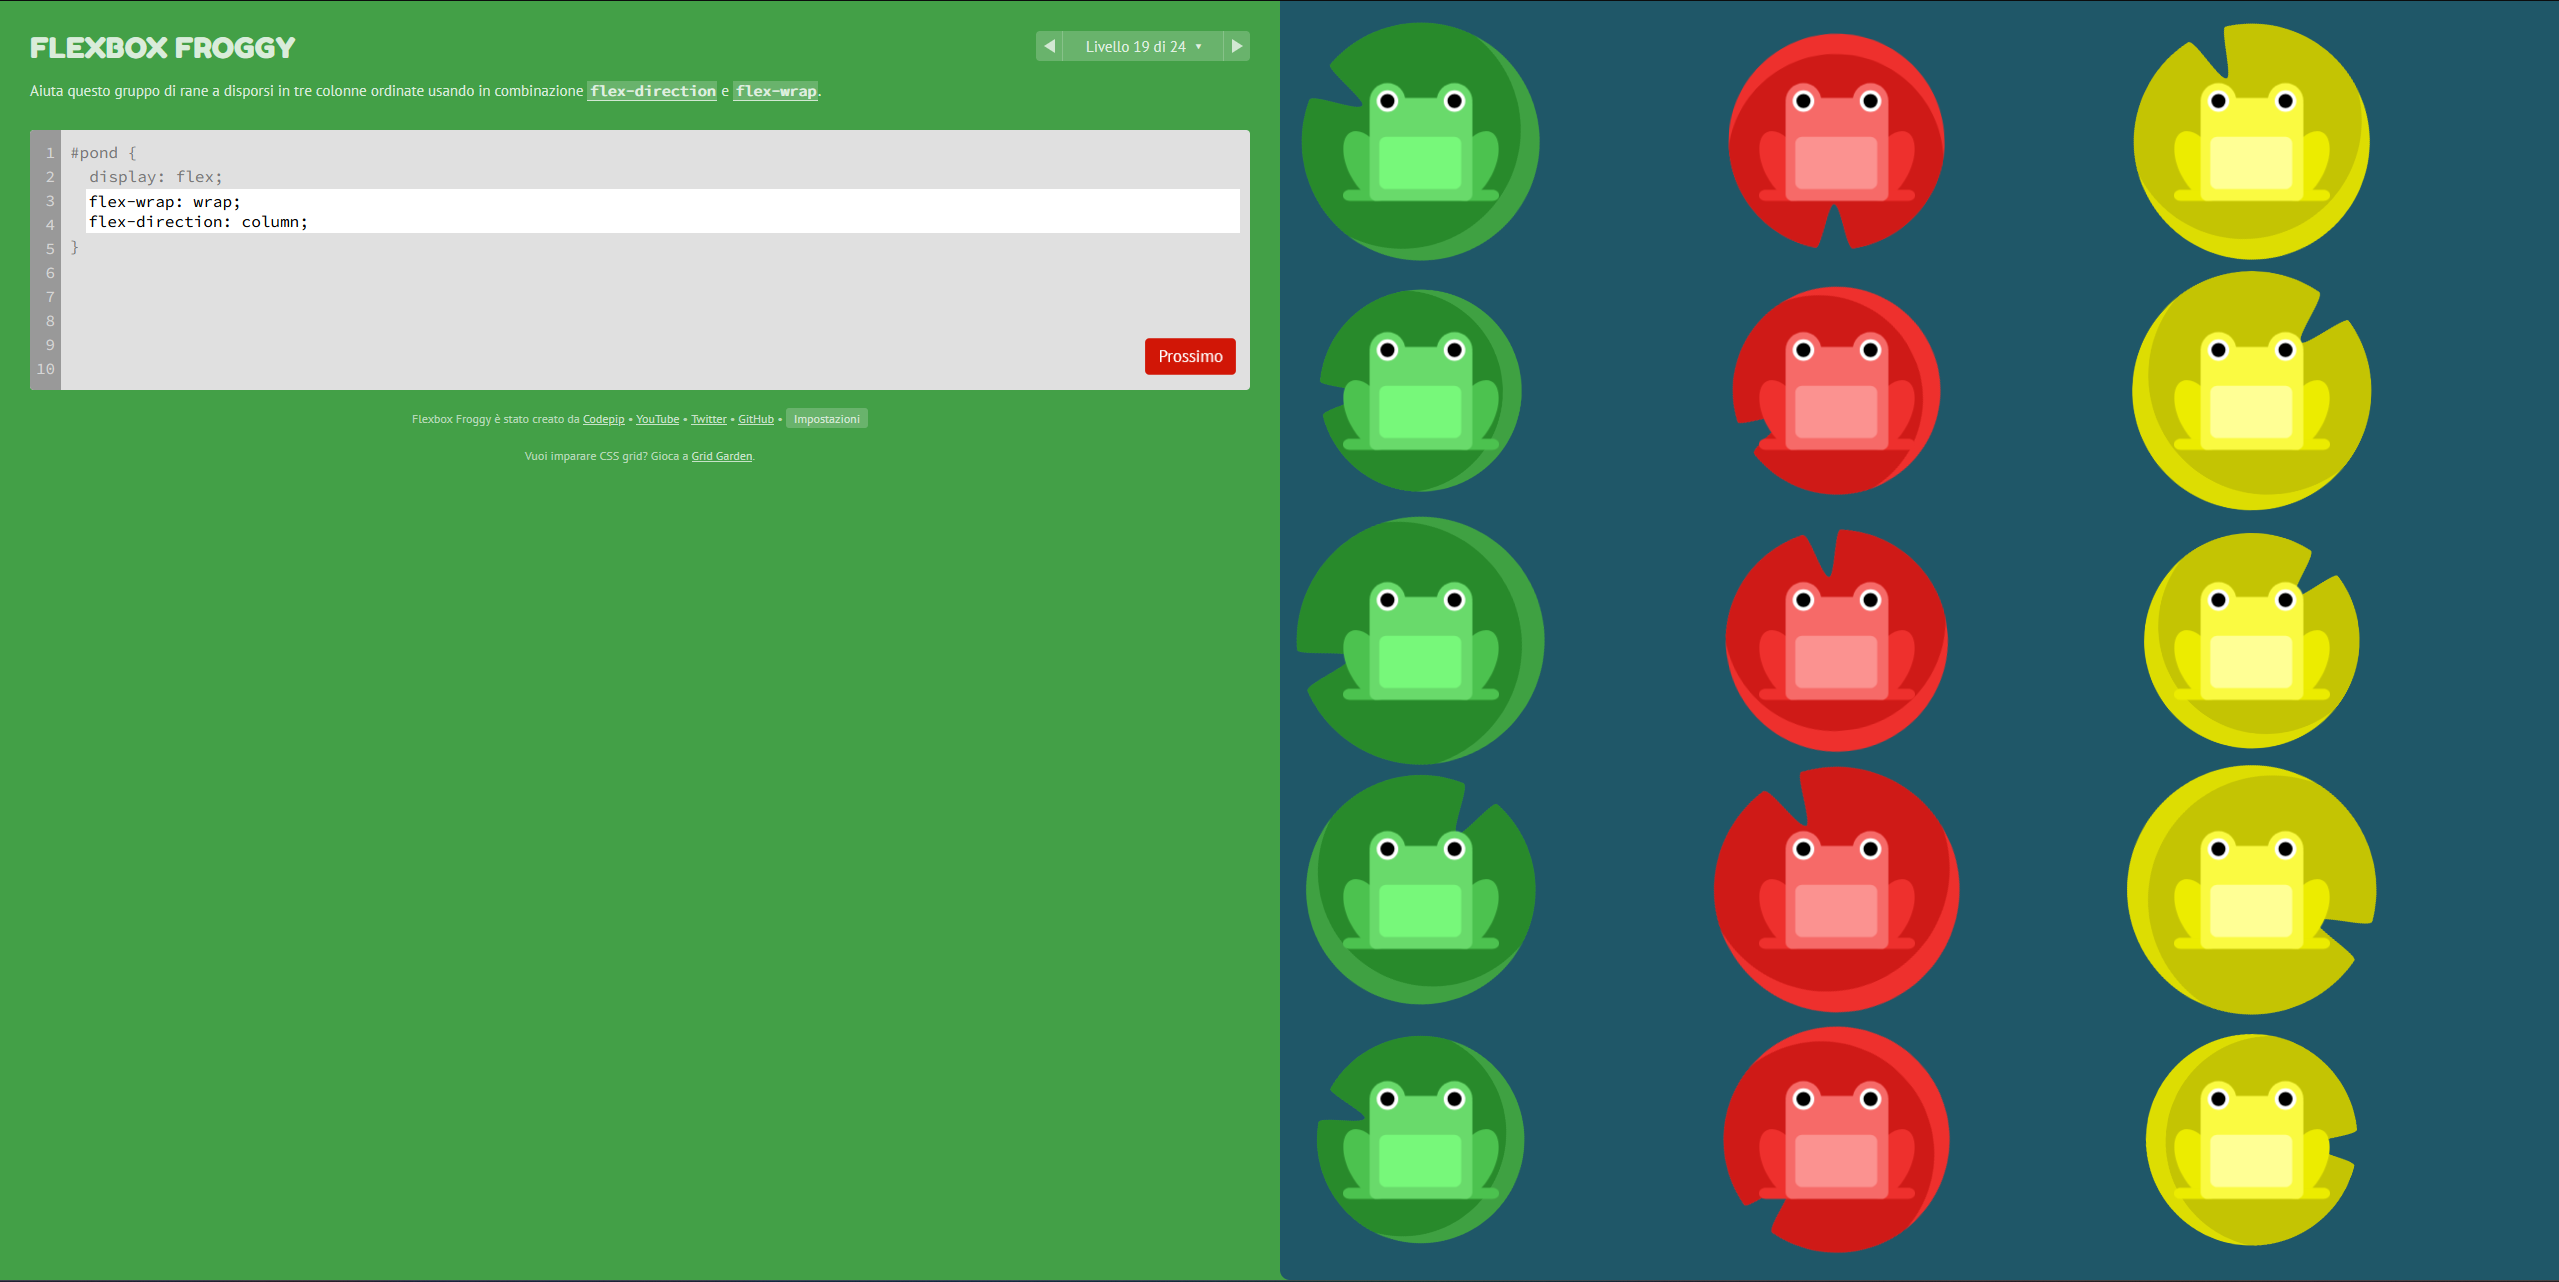 FLEXBOX FROGGY
Livello 19 di 24 ▼
Aiuta questo gruppo di rane a disporsi in tre colonne ordinate usando in combinazione flex-direction e flex-wrap.
1 #pond {
2 display: flex;
3 flex-wrap: wrap;
4 flex-direction: column;
5 }
6
7
8
9
10
Prossimo
Flexbox Froggy è stato creato da Codepip • YouTube • Twitter • GitHub • Impostazioni
Vuoi imparare CSS grid? Gioca a Grid Garden.